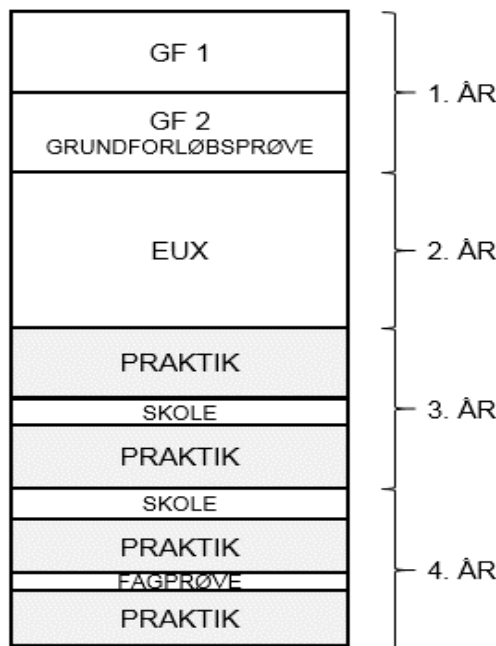 GF 1
1. ÅR
GF 2
GRUNDFORLØBSPRØVE
EUX
2. ÅR
PRAKTIK
SKOLE
3. ÅR
PRAKTIK
SKOLE
PRAKTIK
4. ÅR
FAGPRØVE
PRAKTIK